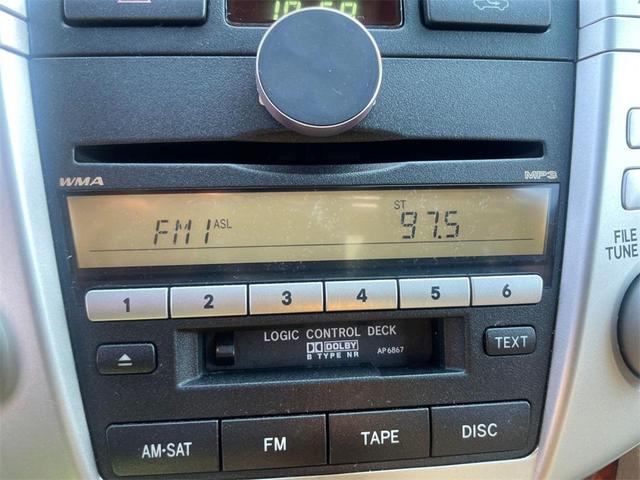 WMA
MP3
FM1 ASL ST 97.5
FILE
TUNE
1 2 3 4 5 6
LOGIC CONTROL DECK
DOLBY
B TYPE NR
AP6867
TEXT
AM·SAT FM TAPE DISC